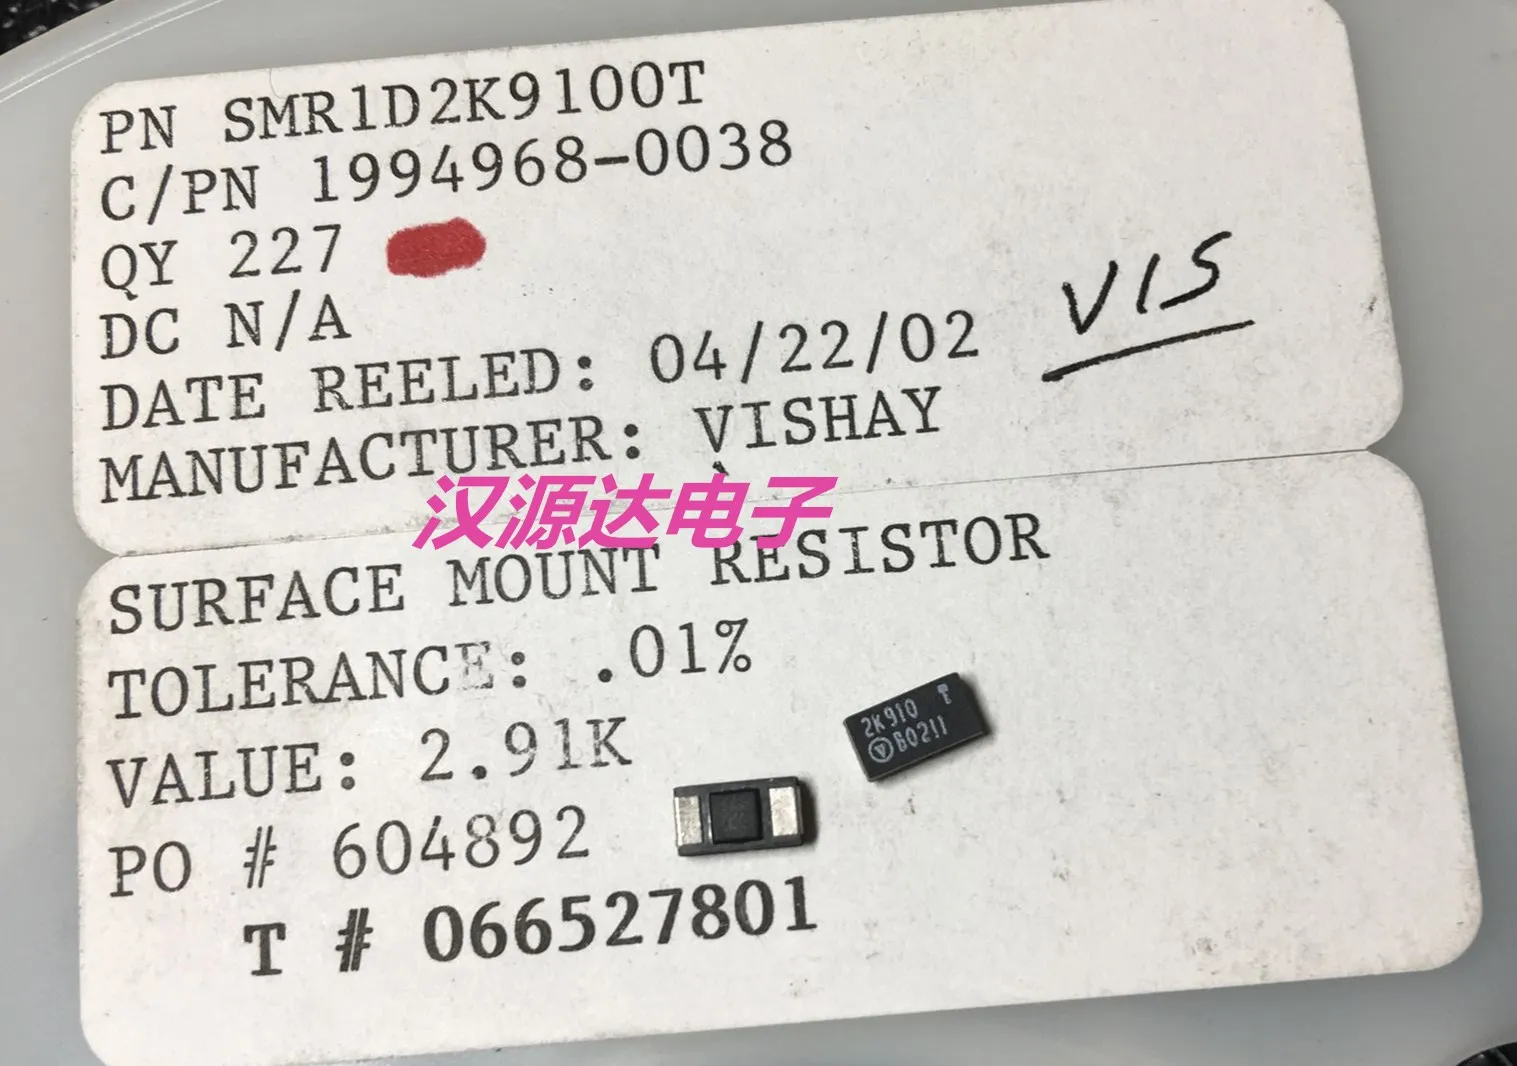 PN SMR1D2K9100T
C/PN 1994968-0038
QY 227
DC N/A
DATE REELED: 04/22/02
MANUFACTURER: VISHAY
VIS
汉源达电子
SURFACE MOUNT RESISTOR
TOLERANCE: .01%
VALUE: 2.91K
PO # 604892
T # 066527801
2K910 T
B0211